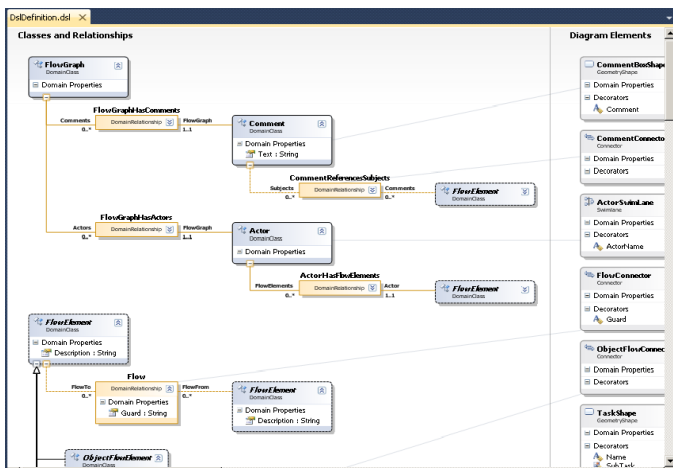 DslDefinition.dsl
Classes and Relationships
Diagram Elements
FlowGraph
DomainClass
Domain Properties
FlowGraphHasComments
Comments
0..*
DomainRelationship
FlowGraph
1..1
Comment
DomainClass
Domain Properties
Text : String
CommentReferencesSubjects
Subjects
0..*
DomainRelationship
Comments
0..*
FlowElement
DomainClass
FlowGraphHasActors
Actors
0..*
DomainRelationship
FlowGraph
1..1
Actor
DomainClass
Domain Properties
ActorHasFlowElements
FlowElements
0..*
DomainRelationship
Actor
1..1
FlowElement
DomainClass
FlowElement
DomainClass
Domain Properties
Description : String
Flow
FlowTo
0..*
DomainRelationship
FlowFrom
0..*
Domain Properties
Guard : String
FlowElement
DomainClass
Domain Properties
Description : String
ObjectFlowElement
DomainClass
CommentBoxShape
GeometryShape
Domain Properties
Decorators
Comment
CommentConnecto
Connector
Domain Properties
Decorators
ActorSwimLane
Swimlane
Domain Properties
Decorators
ActorName
FlowConnector
Connector
Domain Properties
Decorators
Guard
ObjectFlowConnec
Connector
Domain Properties
Decorators
TaskShape
GeometryShape
Domain Properties
Decorators
Name
SubTask